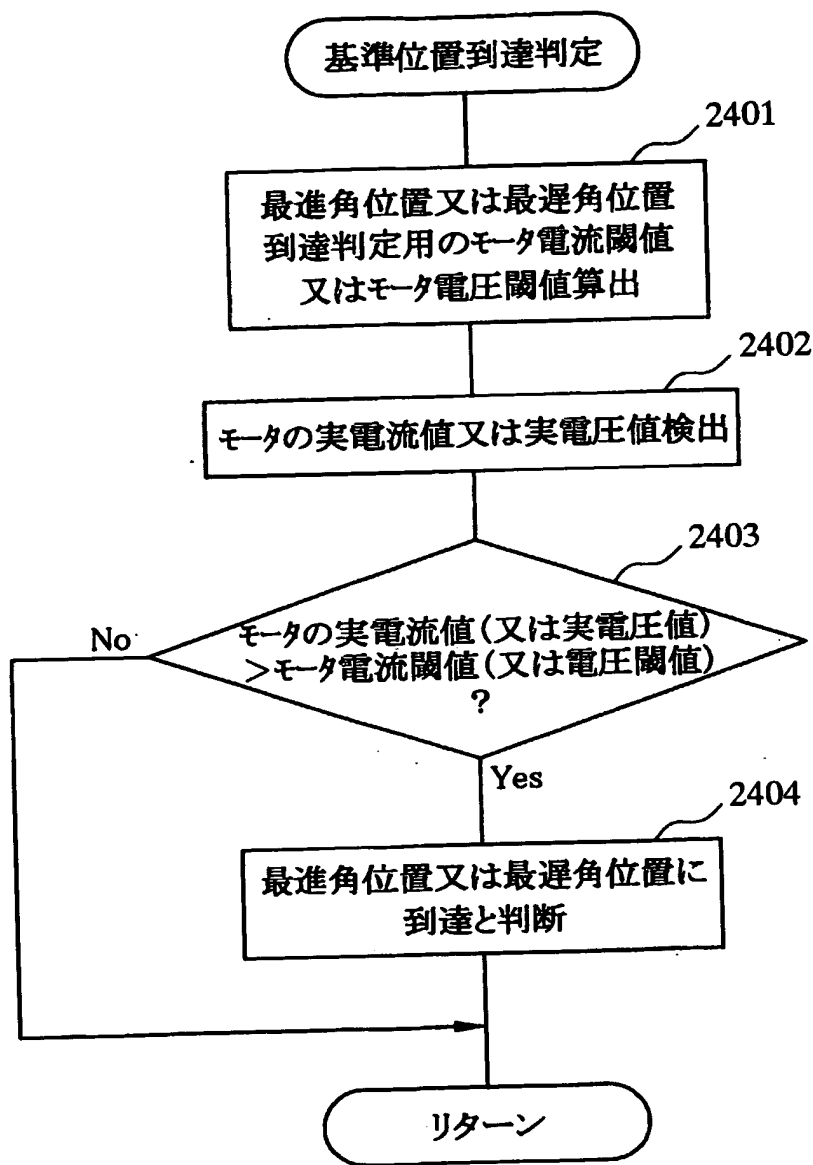 基準位置到達判定
2401
最進角位置又は最遅角位置
到達判定用のモータ電流閾値
又はモータ電圧閾値算出
2402
モータの実電流値又は実電圧値検出
2403
モータの実電流値(又は実電圧値)
>モータ電流閾値(又は電圧閾値)
?
No
Yes
2404
最進角位置又は最遅角位置に
到達と判断
リターン